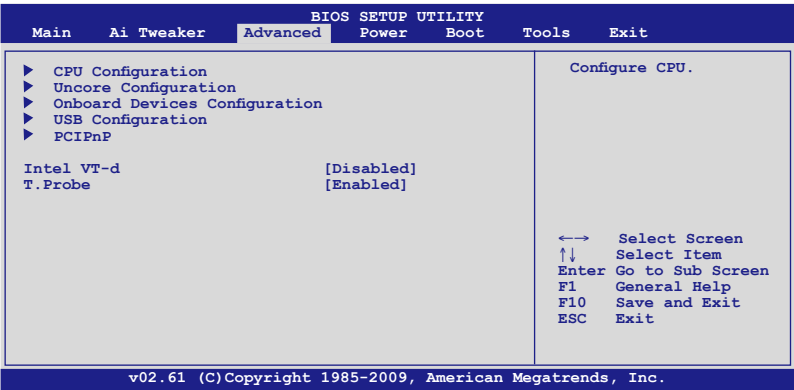 BIOS SETUP UTILITY
Main Ai Tweaker Advanced Power Boot Tools Exit
CPU Configuration
Uncore Configuration
Onboard Devices Configuration
USB Configuration
PCIPnP
Intel VT-d [Disabled]
T.Probe [Enabled]
Configure CPU.
←→ Select Screen
↑↓ Select Item
Enter Go to Sub Screen
F1 General Help
F10 Save and Exit
ESC Exit
v02.61 (C)Copyright 1985-2009, American Megatrends, Inc.